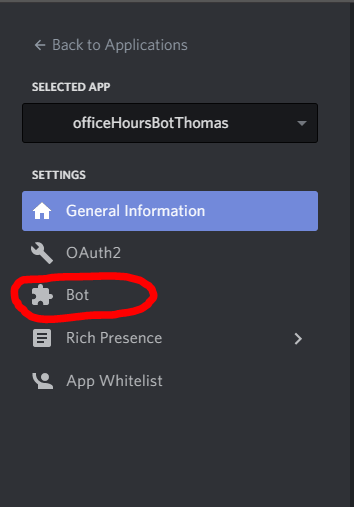 Back to Applications
SELECTED APP
officeHoursBotThomas
SETTINGS
General Information
OAuth2
Bot
Rich Presence
App Whitelist